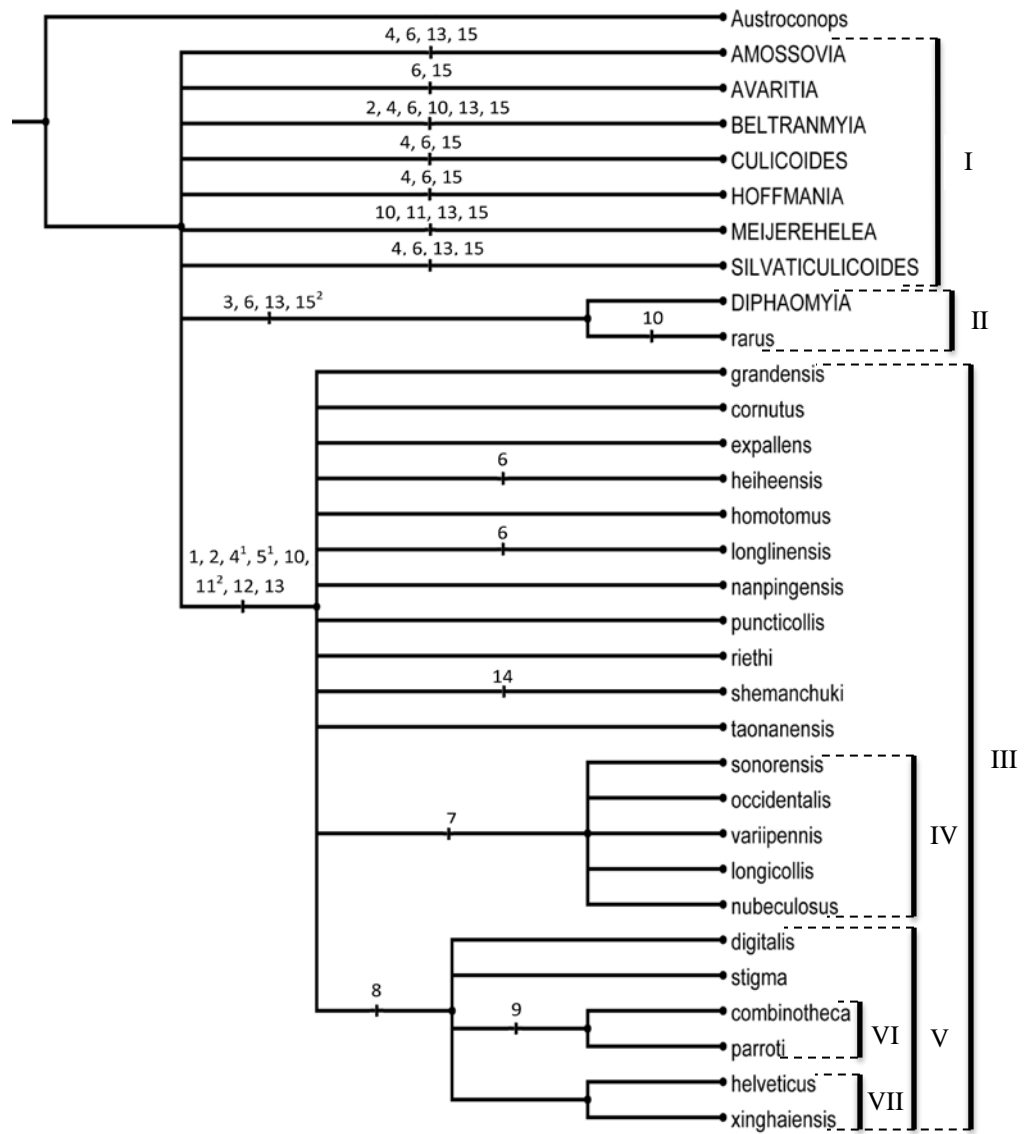 Austroconops
4, 6, 13, 15
AMOSSOVIA
6, 15
AVARITIA
2, 4, 6, 10, 13, 15
BELTRANMYIA
4, 6, 15
CULICOIDES
I
4, 6, 15
HOFFMANIA
10, 11, 13, 15
MEIJEREHELEA
4, 6, 13, 15
SILVATICULICOIDES
3, 6, 13, 15²
DIPHAOMYIA
II
10
rarus
grandensis
cornutus
expallens
6
heiheensis
homotomus
6
longlinensis
1, 2, 4¹, 5¹, 10,
11², 12, 13
nanpingensis
puncticollis
riethi
14
shemanchuki
taonanensis
III
sonorensis
occidentalis
7
variipennis
IV
longicollis
nubeculosus
digitalis
stigma
8
9
combinotheca
VI
V
parroti
helveticus
VII
xinghaiensis